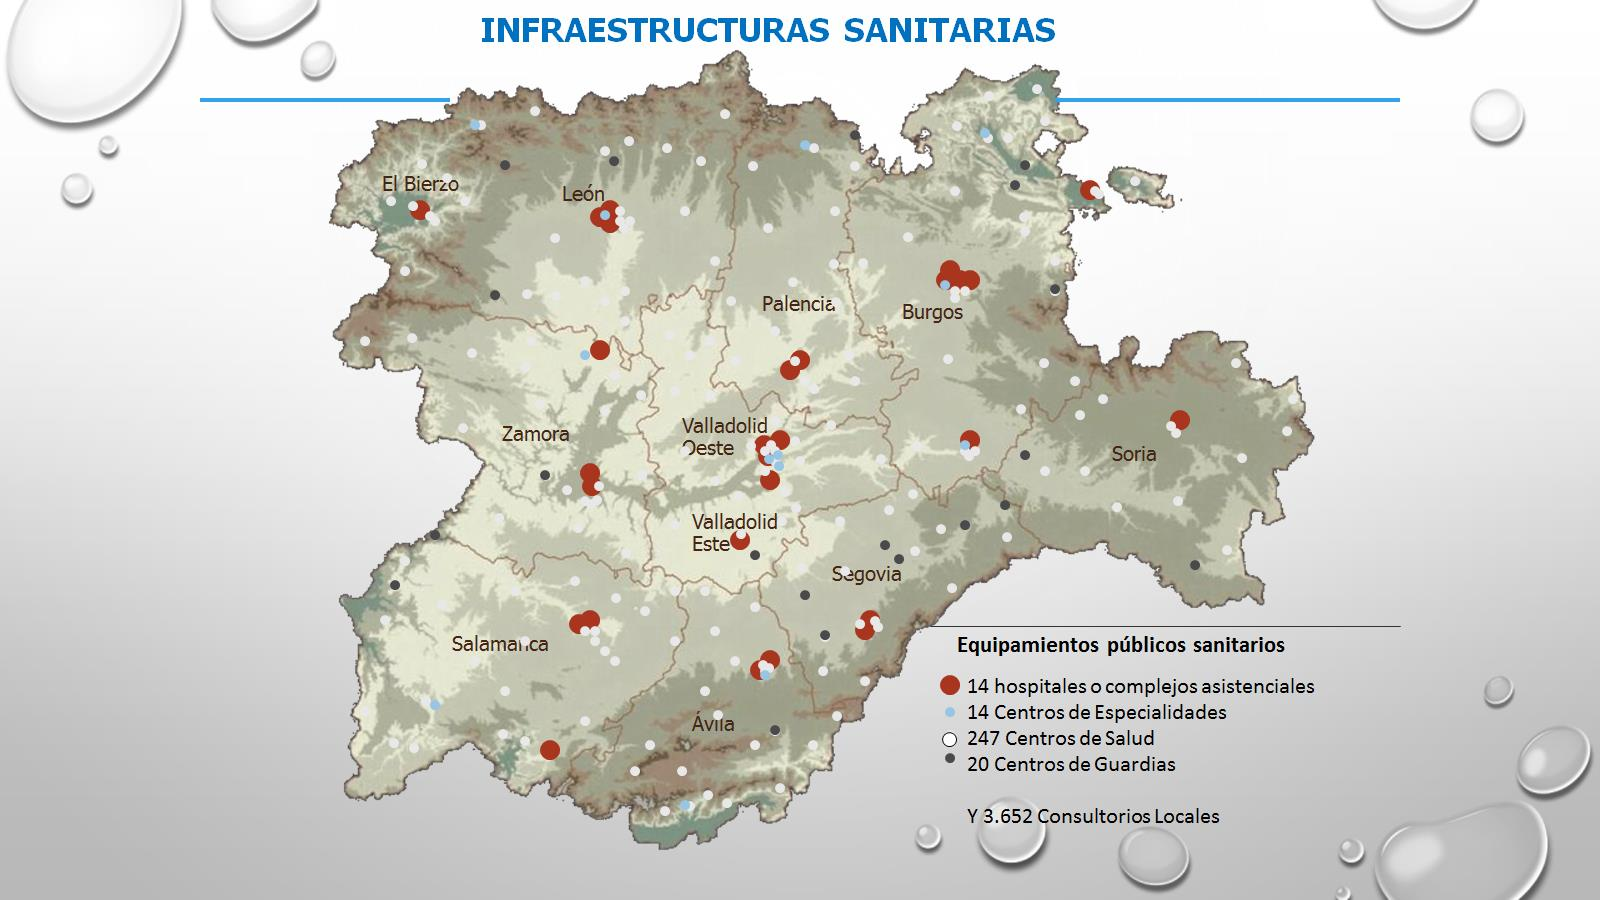 INFRAESTRUCTURAS SANITARIAS
El Bierzo
León
Palencia
Burgos
Zamora
Valladolid
Oeste
Soria
Valladolid
Este
Segovia
Salamanca
Ávila
Equipamientos públicos sanitarios
14 hospitales o complejos asistenciales
14 Centros de Especialidades
247 Centros de Salud
20 Centros de Guardias
Y 3.652 Consultorios Locales